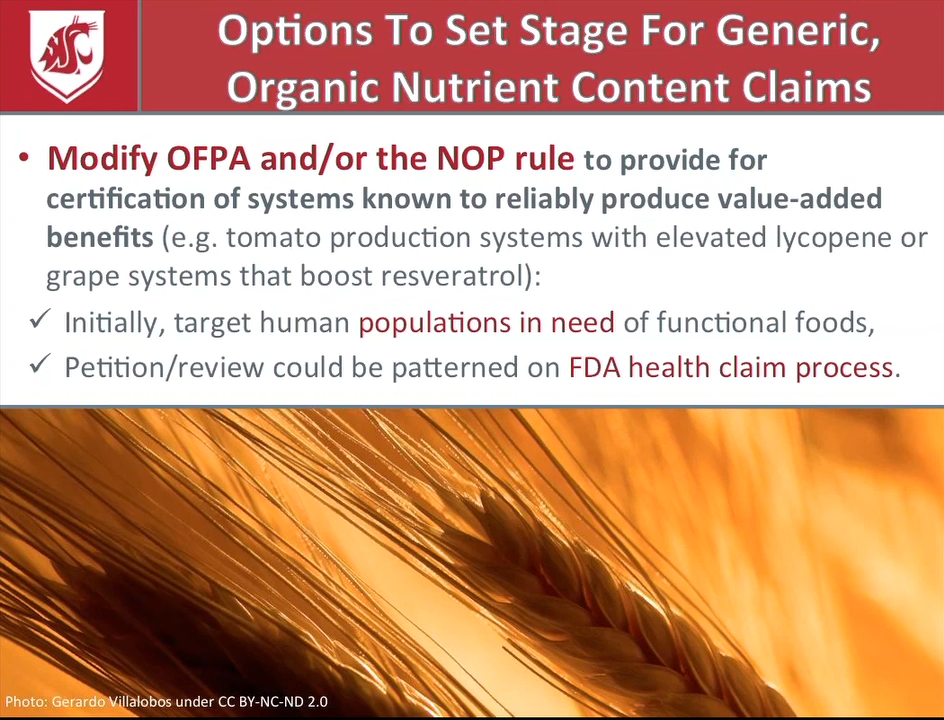 Options To Set Stage For Generic,
Organic Nutrient Content Claims
• Modify OFPA and/or the NOP rule to provide for
certification of systems known to reliably produce value-added
benefits (e.g. tomato production systems with elevated lycopene or
grape systems that boost resveratrol):
✓ Initially, target human populations in need of functional foods,
✓ Petition/review could be patterned on FDA health claim process.
Photo: Gerardo Villalobos under CC BY-NC-ND 2.0